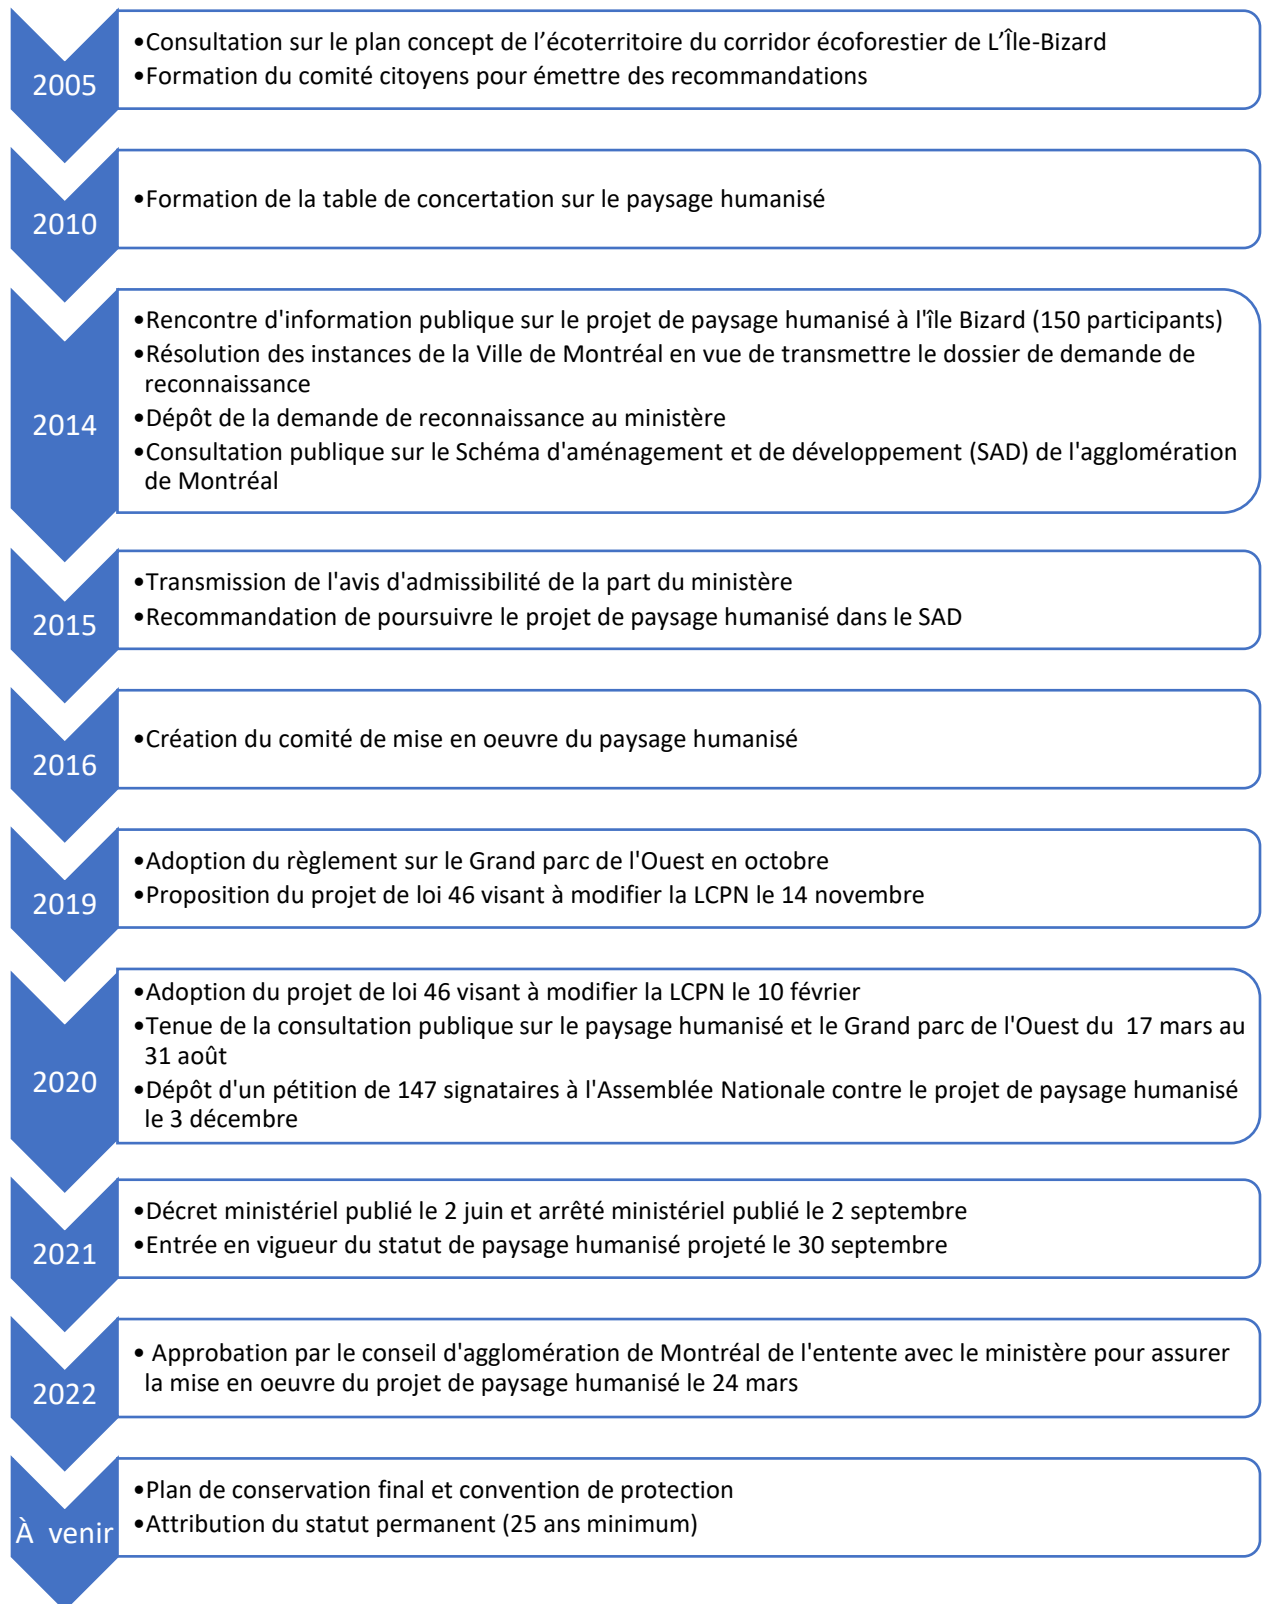 2005
•Consultation sur le plan concept de l’écoterritoire du corridor écoforestier de L’Île-Bizard
•Formation du comité citoyens pour émettre des recommandations
2010
•Formation de la table de concertation sur le paysage humanisé
2014
•Rencontre d'information publique sur le projet de paysage humanisé à l'île Bizard (150 participants)
•Résolution des instances de la Ville de Montréal en vue de transmettre le dossier de demande de
reconnaissance
•Dépôt de la demande de reconnaissance au ministère
•Consultation publique sur le Schéma d'aménagement et de développement (SAD) de l'agglomération
de Montréal
2015
•Transmission de l'avis d'admissibilité de la part du ministère
•Recommandation de poursuivre le projet de paysage humanisé dans le SAD
2016
•Création du comité de mise en oeuvre du paysage humanisé
2019
•Adoption du règlement sur le Grand parc de l'Ouest en octobre
•Proposition du projet de loi 46 visant à modifier la LCPN le 14 novembre
2020
•Adoption du projet de loi 46 visant à modifier la LCPN le 10 février
•Tenue de la consultation publique sur le paysage humanisé et le Grand parc de l'Ouest du 17 mars au
31 août
•Dépôt d'un pétition de 147 signataires à l'Assemblée Nationale contre le projet de paysage humanisé
le 3 décembre
2021
•Décret ministériel publié le 2 juin et arrêté ministériel publié le 2 septembre
•Entrée en vigueur du statut de paysage humanisé projeté le 30 septembre
2022
• Approbation par le conseil d'agglomération de Montréal de l'entente avec le ministère pour assurer
la mise en oeuvre du projet de paysage humanisé le 24 mars
À venir
•Plan de conservation final et convention de protection
•Attribution du statut permanent (25 ans minimum)